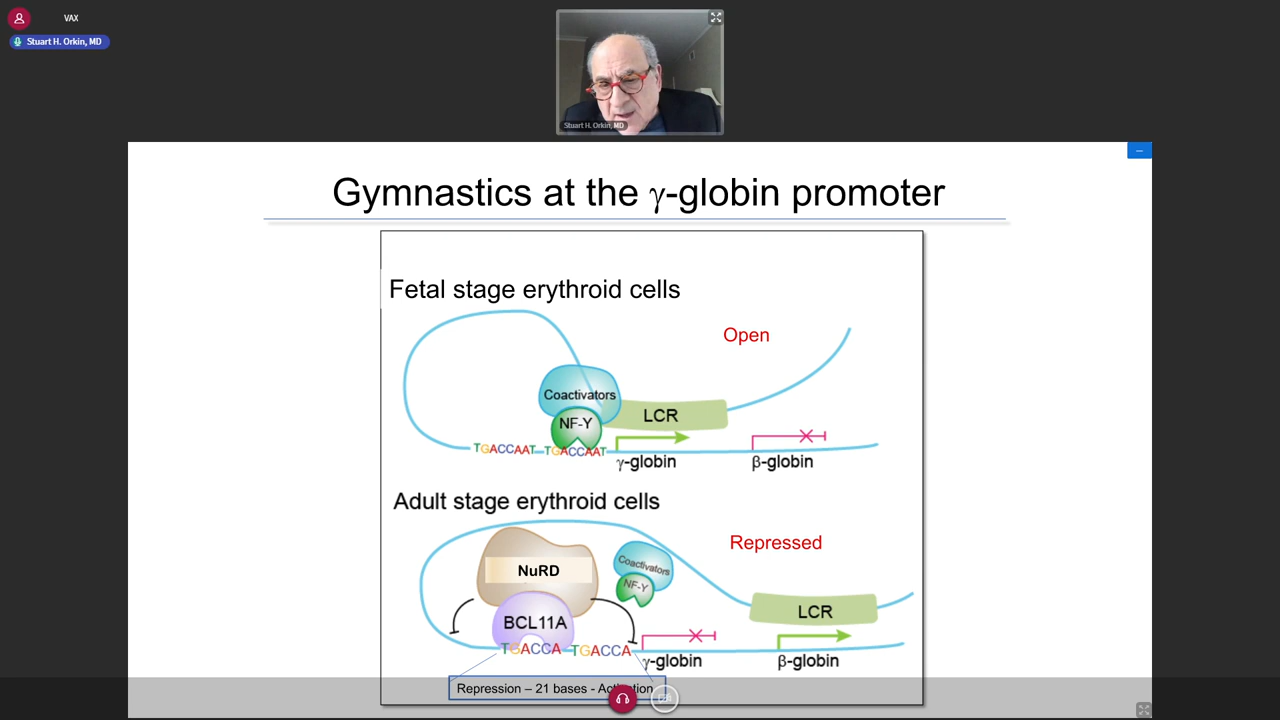 VAX
Stuart H. Orkin, MD
Stuart H. Orkin, MD
Gymnastics at the γ-globin promoter
Fetal stage erythroid cells
Open
Coactivators
LCR
NF-Y
TGACCAAT TGACCAAT
γ-globin
β-globin
Adult stage erythroid cells
Repressed
NuRD
Coactivators
NF-Y
LCR
BCL11A
TGACCA TGACCA
γ-globin
β-globin
Repression – 21 bases - Activation